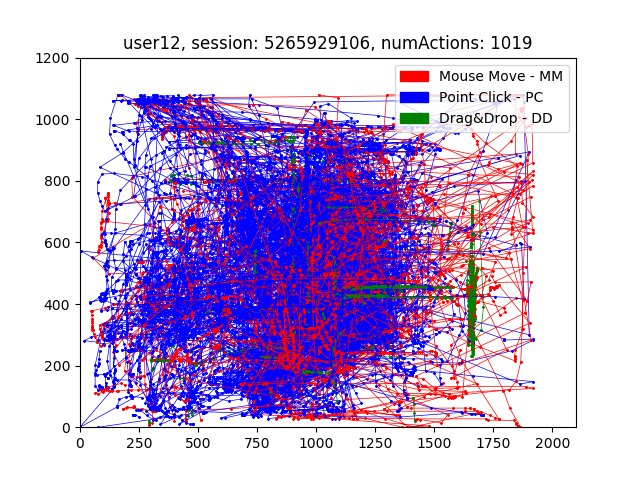 user12, session: 5265929106, numActions: 1019
Mouse Move - MM
Point Click - PC
Drag&Drop - DD
1200
1000
800
600
400
200
0
0 250 500 750 1000 1250 1500 1750 2000